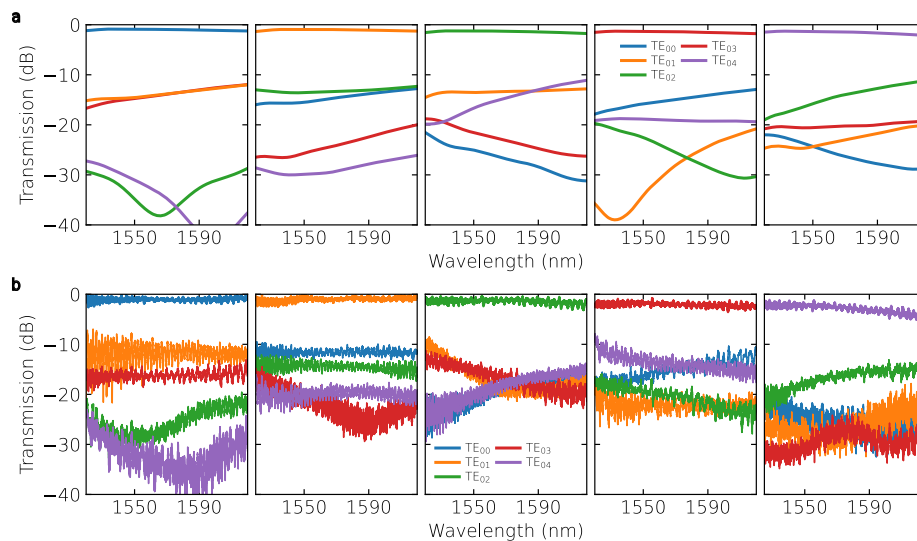 a
0
−10
−20
−30
−40
Transmission (dB)
TE₀₀
TE₀₁
TE₀₂
TE₀₃
TE₀₄
1550 1590 1550 1590 1550 1590 1550 1590 1550 1590
Wavelength (nm)
b
0
−10
−20
−30
−40
Transmission (dB)
TE₀₀
TE₀₁
TE₀₂
TE₀₃
TE₀₄
1550 1590 1550 1590 1550 1590 1550 1590 1550 1590
Wavelength (nm)